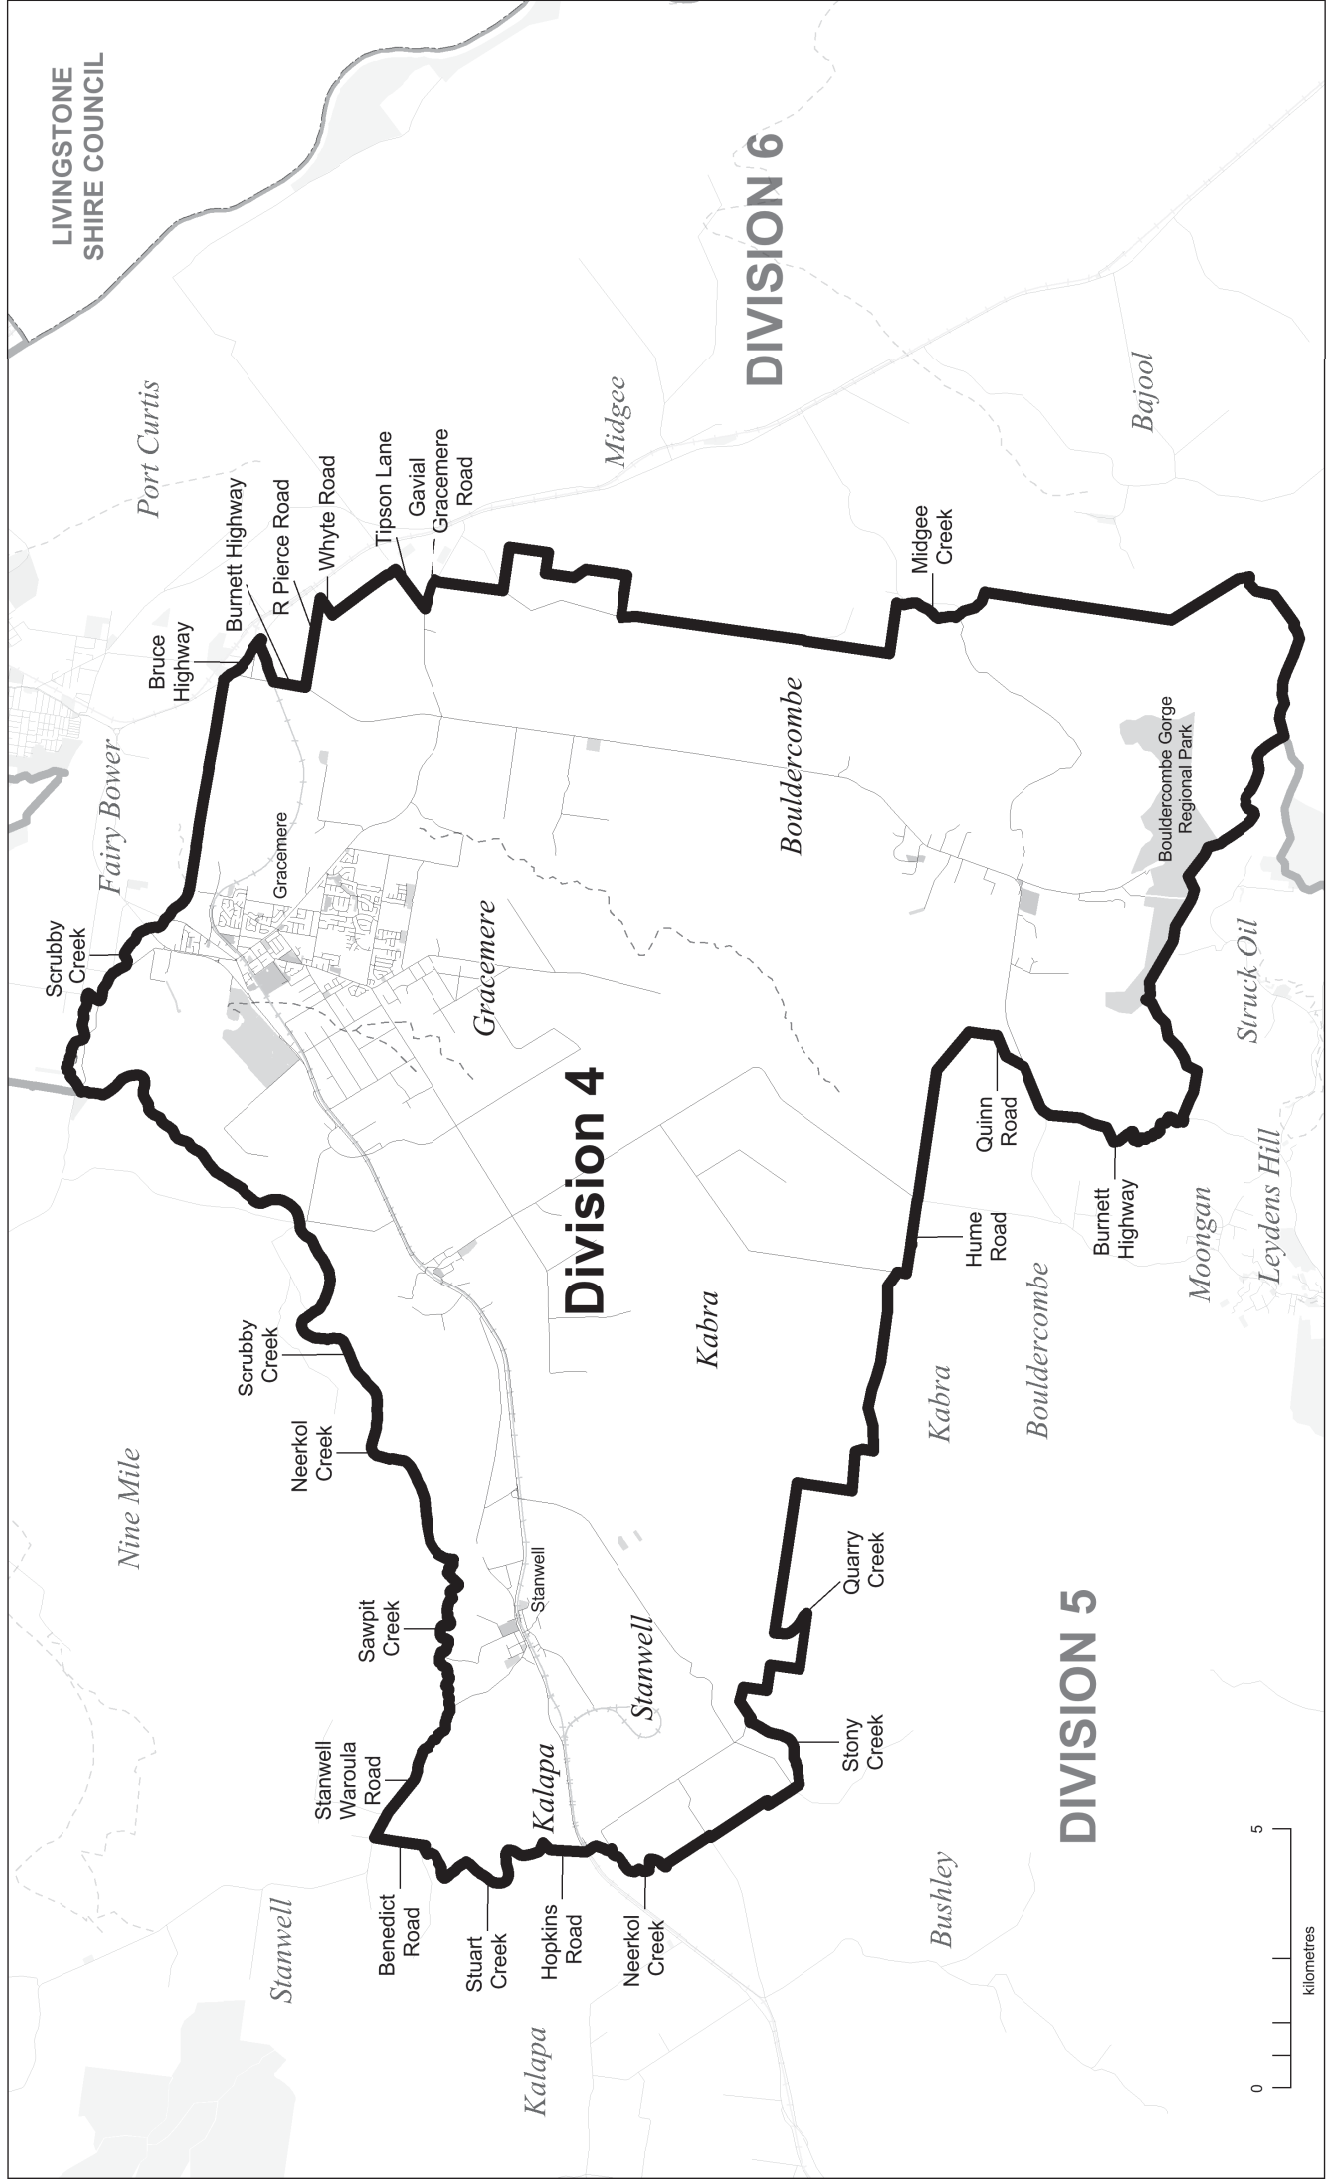 LIVINGSTONE
SHIRE COUNCIL
Port Curtis
Fairy Bower
Nine Mile
Stanwell
Kalapa
Scrubby
Creek
Bruce
Highway
Burnett Highway
R Pierce Road
Whyte Road
Tipson Lane
Gavial
Gracemere
Road
Midgee
DIVISION 6
Bajool
Midgee
Creek
Gracemere
Gracemere
Bouldercombe
Bouldercombe Gorge
Regional Park
Division 4
Kabra
Scrubby
Creek
Neerkol
Creek
Sawpit
Creek
Stanwell
Waroula
Road
Benedict
Road
Stuart
Creek
Hopkins
Road
Neerkol
Creek
Kalapa
Stanwell
Stanwell
Stony
Creek
Quarry
Creek
Hume
Road
Quinn
Road
Burnett
Highway
Kabra
Bouldercombe
Moongan
Leydens Hill
Struck Oil
Bushley
DIVISION 5
0
5
kilometres